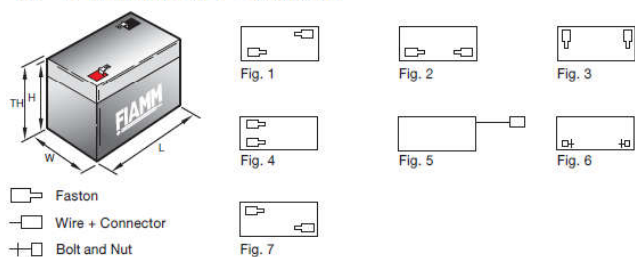 TH
H
FIAMM
W
L
Faston
Wire + Connector
Bolt and Nut
Fig. 1
Fig. 2
Fig. 3
Fig. 4
Fig. 5
Fig. 6
Fig. 7